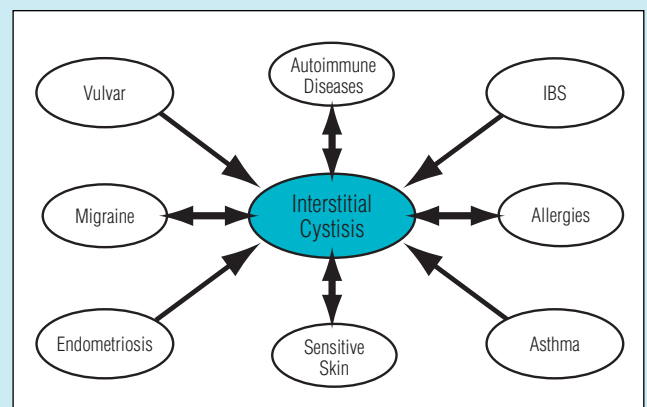 Vulvar
Autoimmune
Diseases
IBS
Migraine
Interstitial
Cystisis
Allergies
Endometriosis
Sensitive
Skin
Asthma